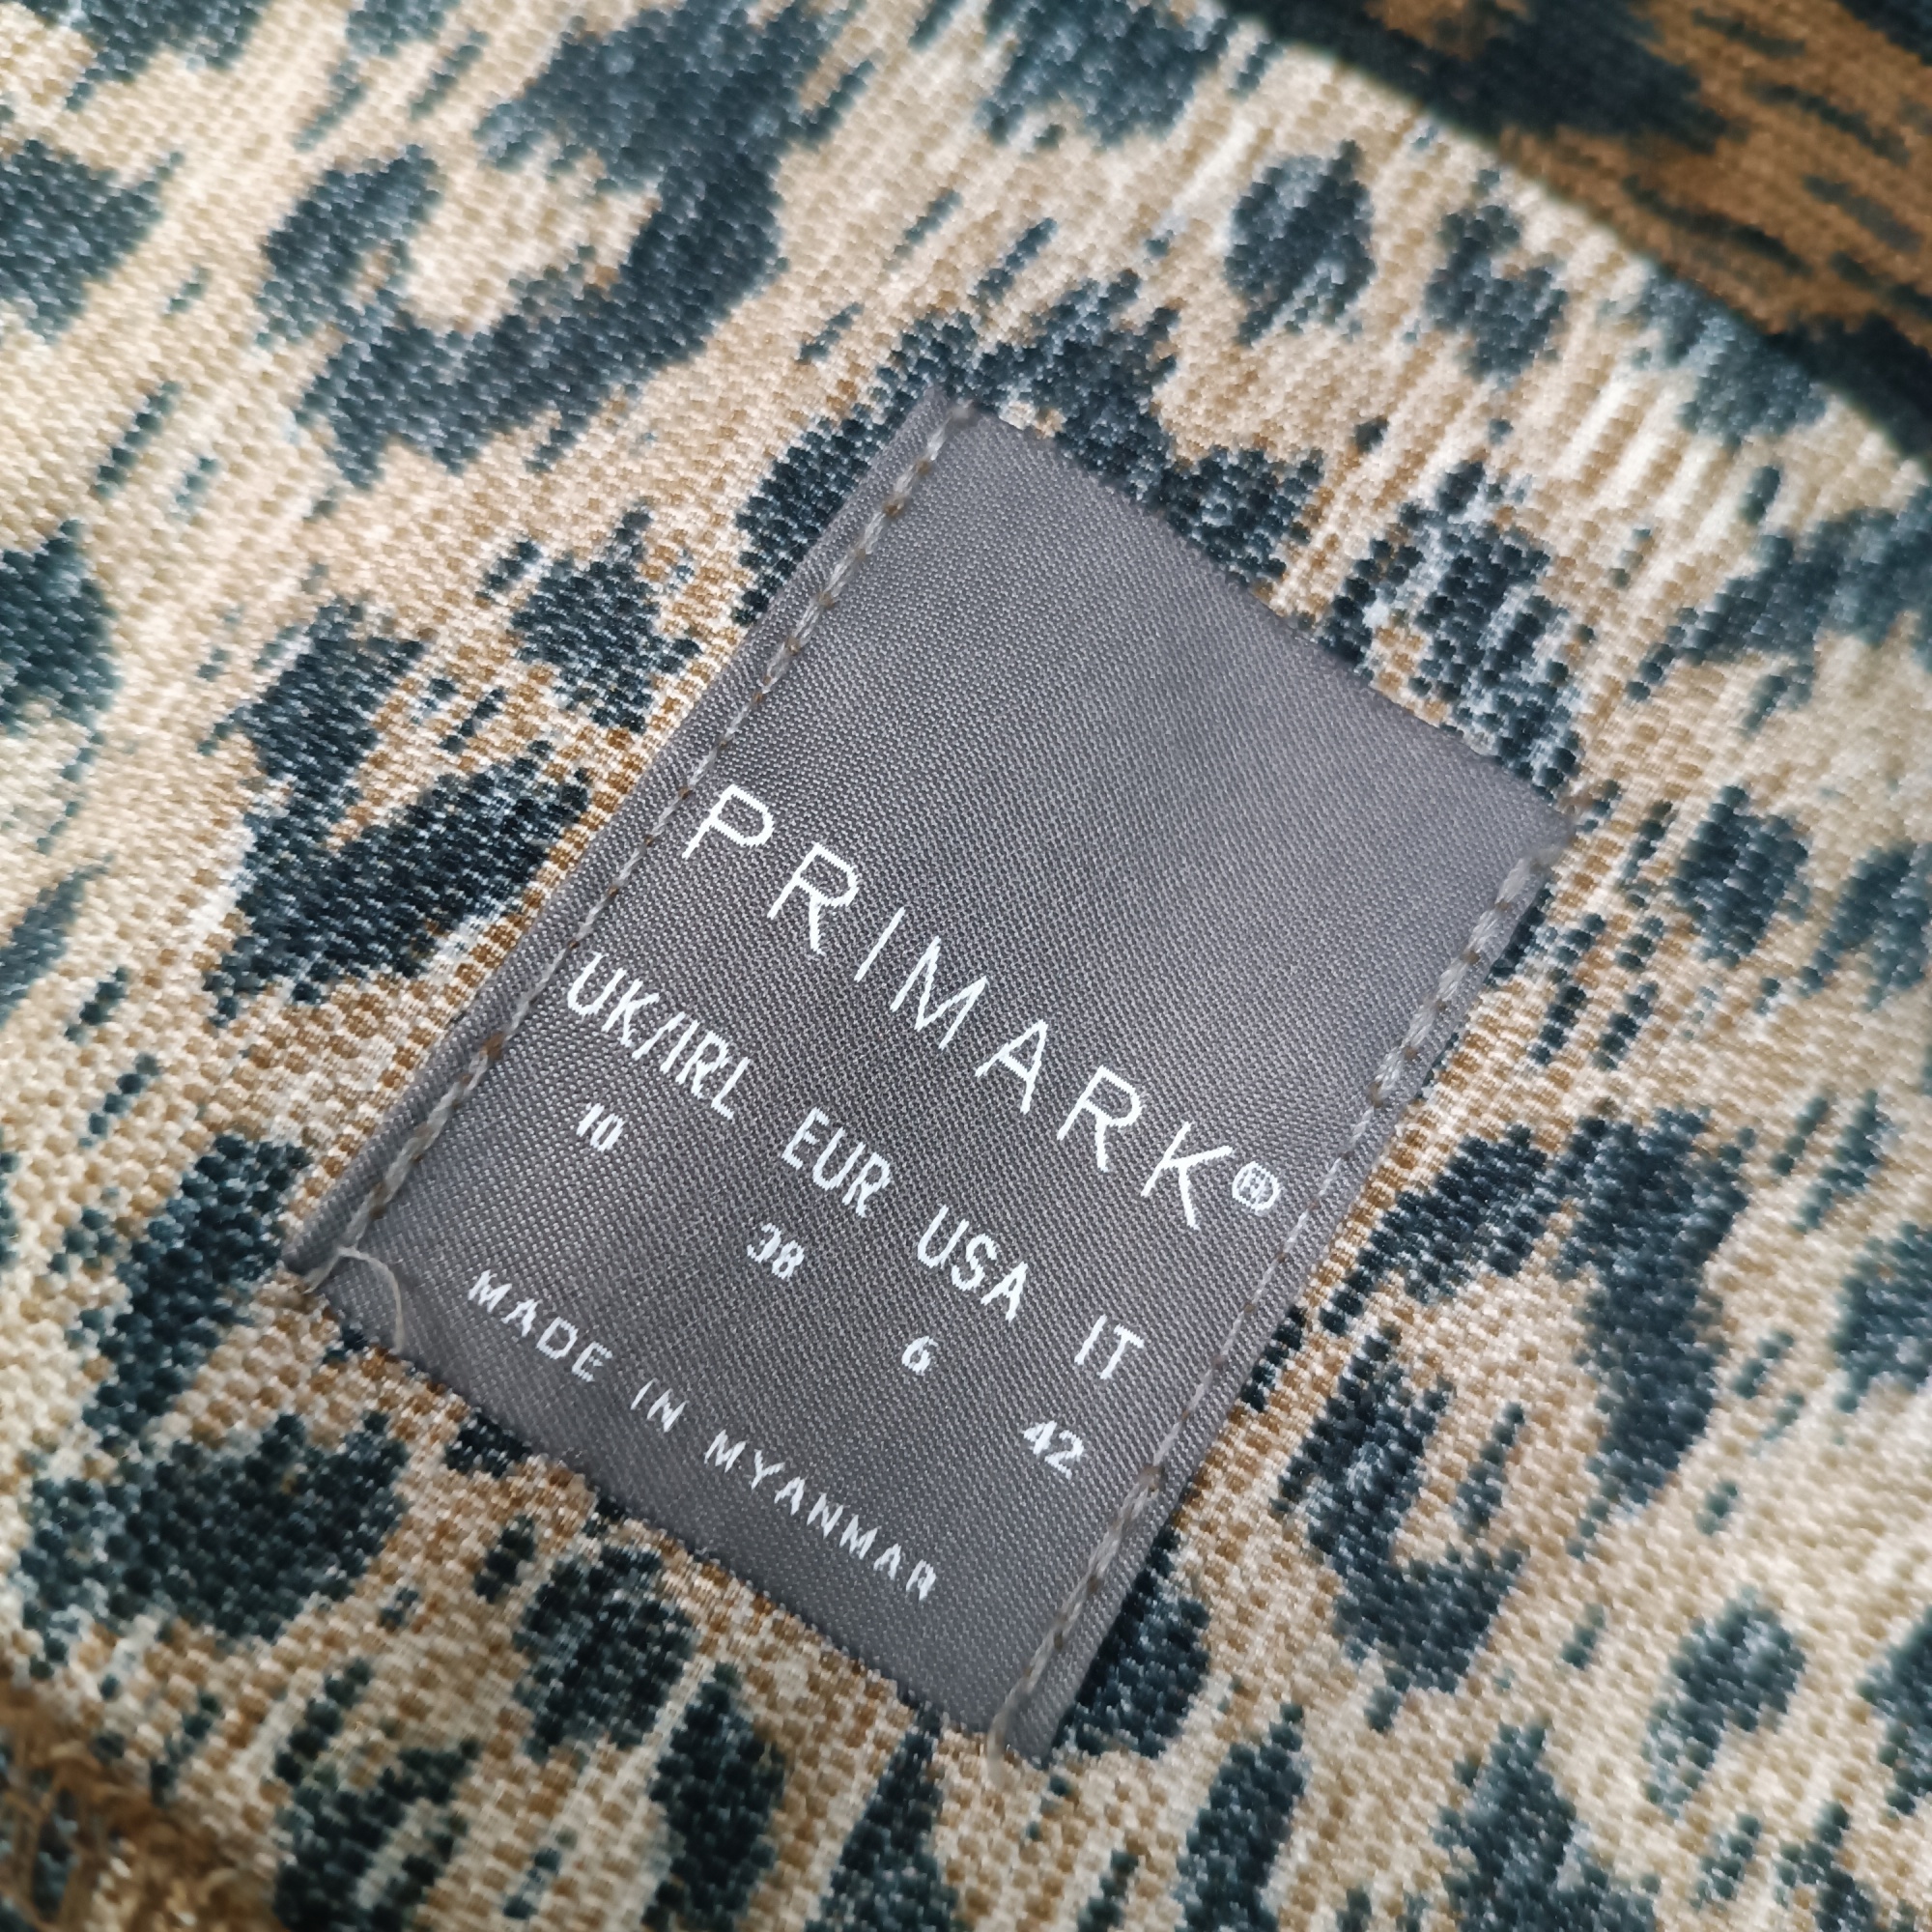 PRIMARK®
UK/IRL EUR USA IT
10 38 6 42
MADE IN MYANMAR